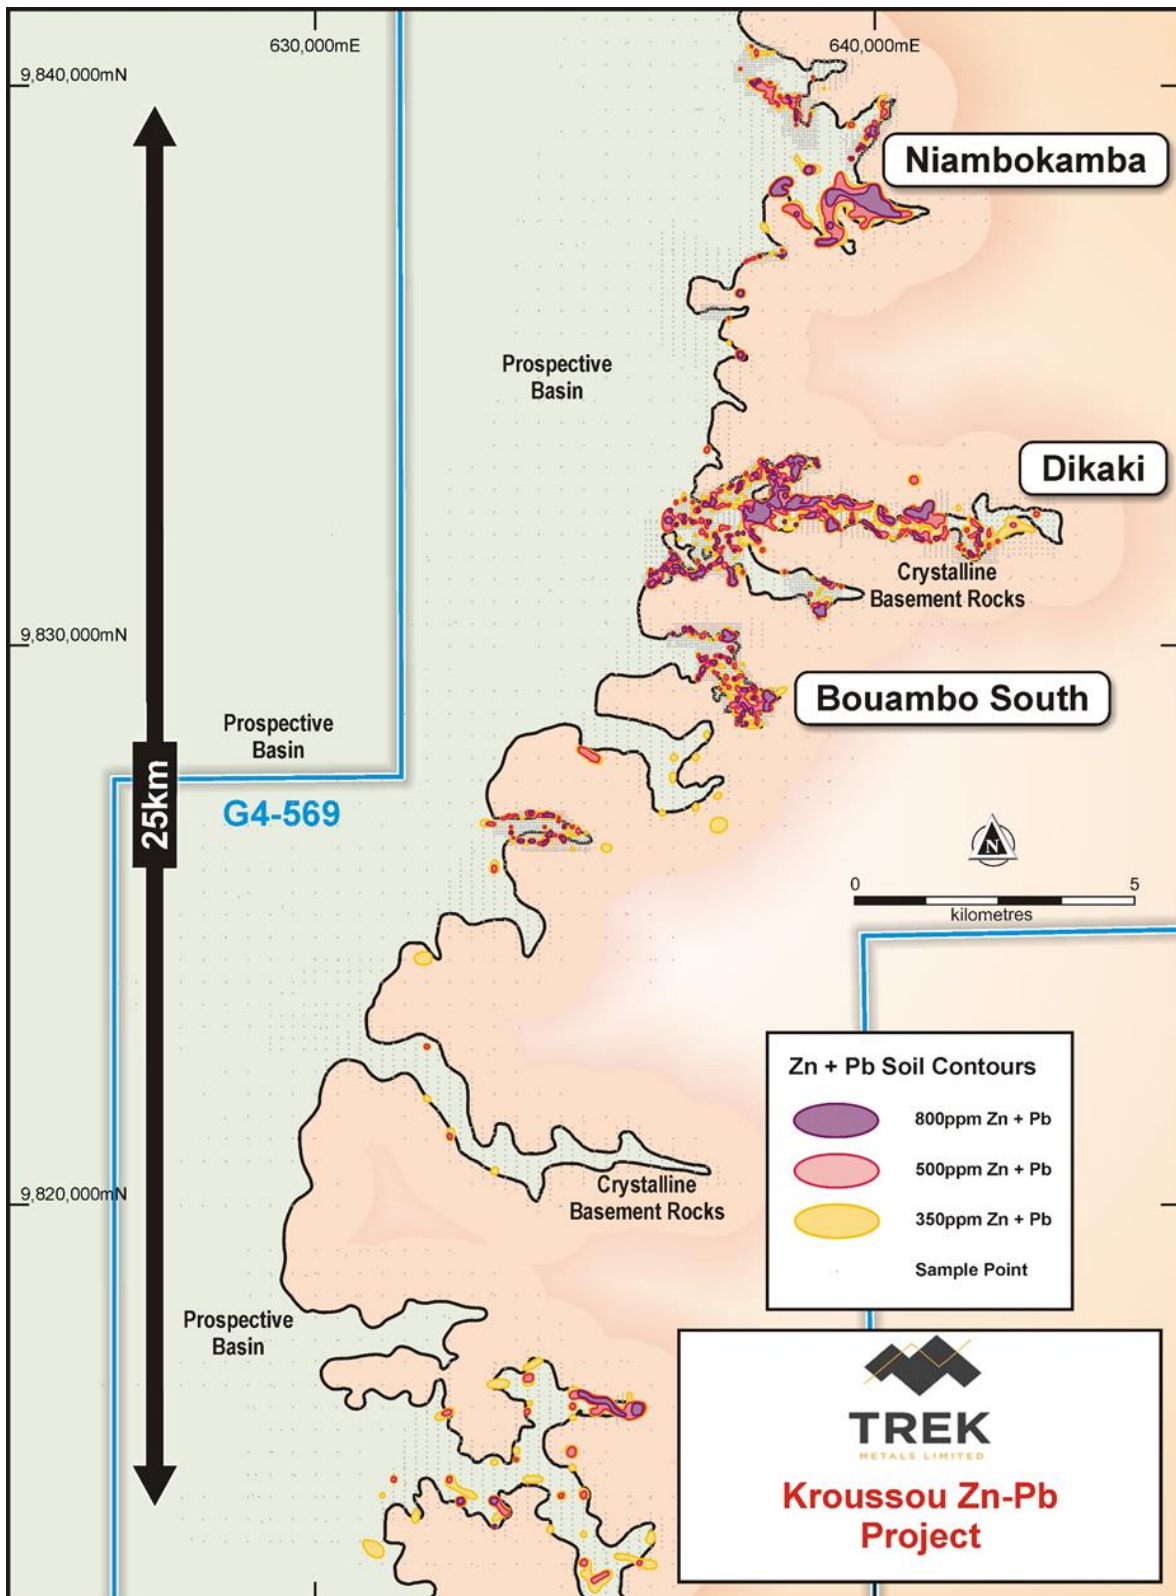 630,000mE
640,000mE
9,840,000mN
Niambokamba
Prospective
Basin
Dikaki
Crystalline
Basement Rocks
9,830,000mN
Bouambo South
Prospective
Basin
25km
G4-569
N
0
5
kilometres
Zn + Pb Soil Contours
800ppm Zn + Pb
500ppm Zn + Pb
350ppm Zn + Pb
Sample Point
Crystalline
Basement Rocks
9,820,000mN
Prospective
Basin
TREK
METALS LIMITED
Kroussou Zn-Pb
Project